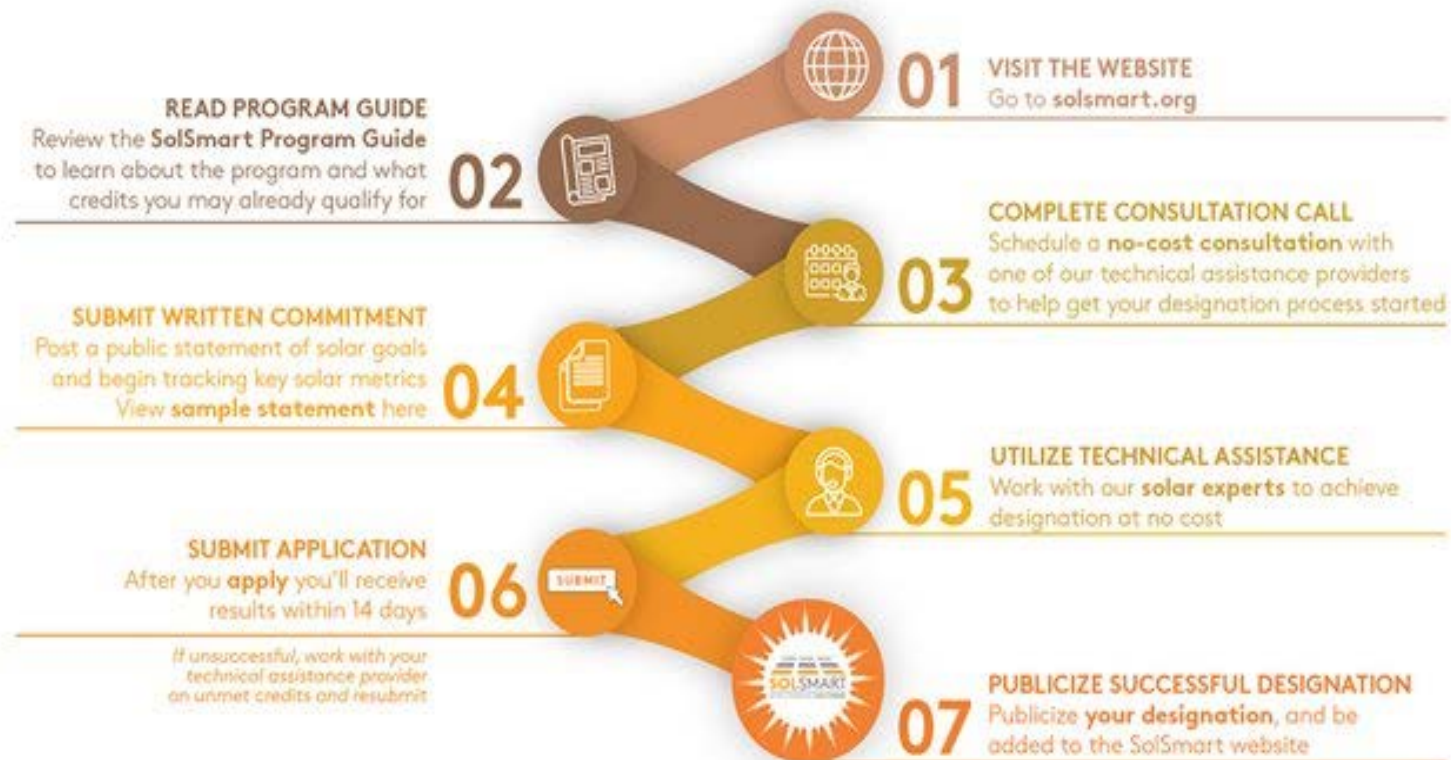 01
VISIT THE WEBSITE
Go to solsmart.org
READ PROGRAM GUIDE
Review the SolSmart Program Guide
to learn about the program and what
credits you may already qualify for
02
COMPLETE CONSULTATION CALL
Schedule a no-cost consultation with
one of our technical assistance providers
to help get your designation process started
03
SUBMIT WRITTEN COMMITMENT
Post a public statement of solar goals
and begin tracking key solar metrics
View sample statement here
04
UTILIZE TECHNICAL ASSISTANCE
Work with our solar experts to achieve
designation at no cost
05
SUBMIT APPLICATION
After you apply you'll receive
results within 14 days
06
SUBMIT
If unsuccessful, work with your
technical assistance provider
on unmet credits and resubmit
SOLSMART
07
PUBLICIZE SUCCESSFUL DESIGNATION
Publicize your designation, and be
added to the SolSmart website